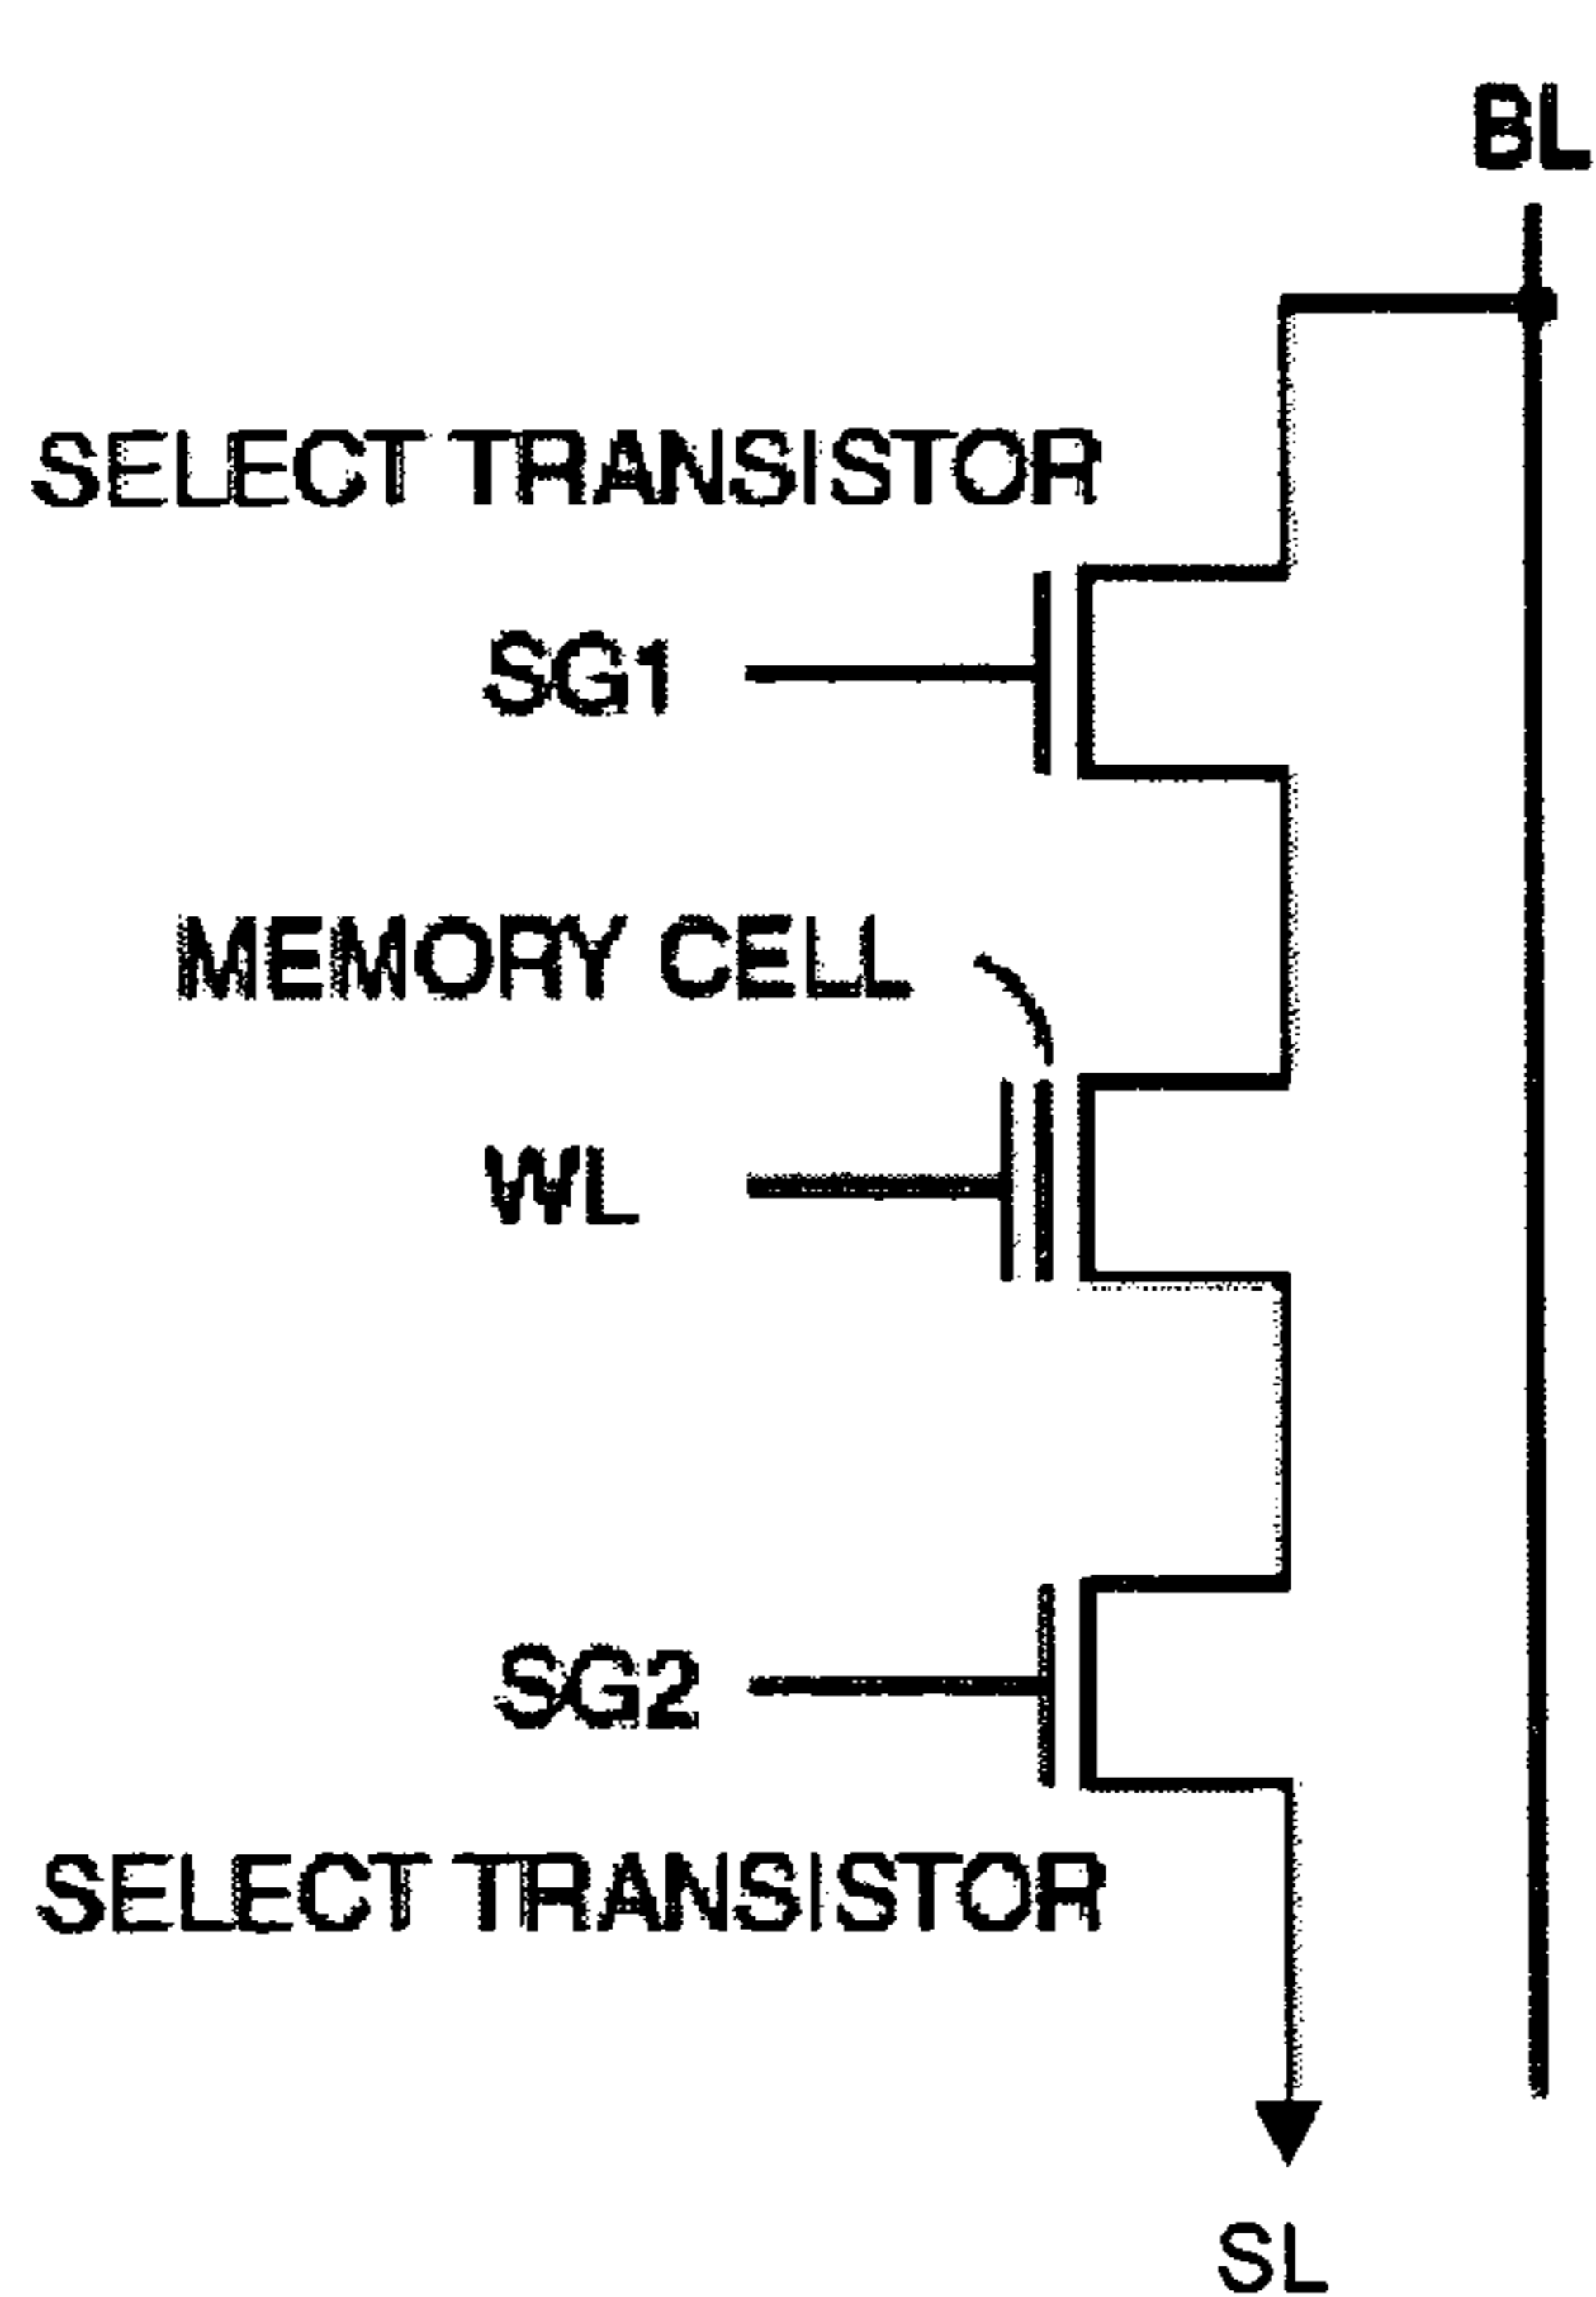 BL
SELECT TRANSISTOR
SG1
MEMORY CELL
WL
SG2
SELECT TRANSISTOR
SL